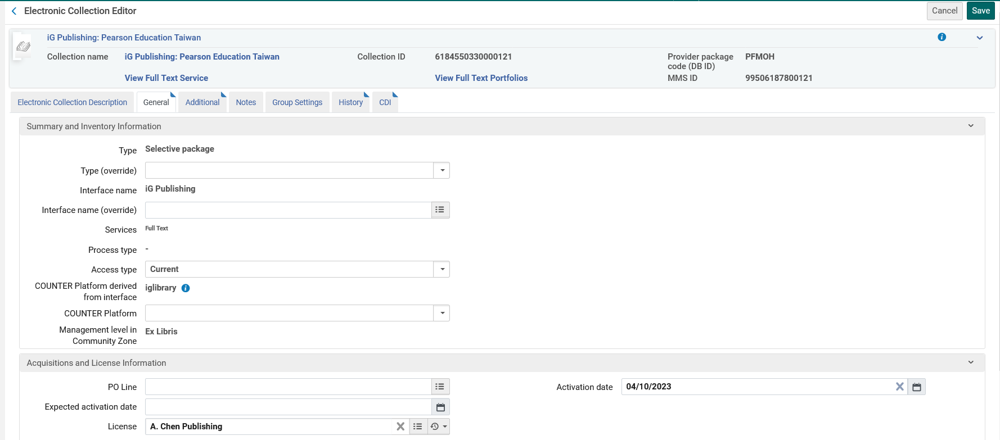 Electronic Collection Editor
Cancel
Save
iG Publishing: Pearson Education Taiwan
Collection name
iG Publishing: Pearson Education Taiwan
Collection ID
6184550330000121
Provider package
code (DB ID)
PFMOH
View Full Text Service
View Full Text Portfolios
MMS ID
99506187800121
Electronic Collection Description
General
Additional
Notes
Group Settings
History
CDI
Summary and Inventory Information
Type
Selective package
Type (override)
Interface name
iG Publishing
Interface name (override)
Services
Full Text
Process type
-
Access type
Current
COUNTER Platform derived
from interface
iglibrary
COUNTER Platform
Management level in
Community Zone
Ex Libris
Acquisitions and License Information
PO Line
Activation date
04/10/2023
Expected activation date
License
A. Chen Publishing